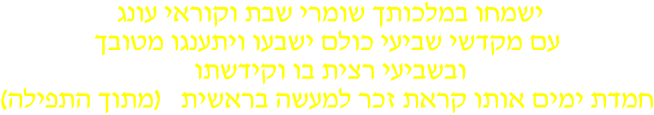 ישמחו במלכותך שומרי שבת וקוראי עונג
עם מקדשי שביעי כולם ישבעו ויתענגו מטובך
ובשביעי רצית בו וקידשתו
חמדת ימים אותו קראת זכר למעשה בראשית (מתוך התפילה)